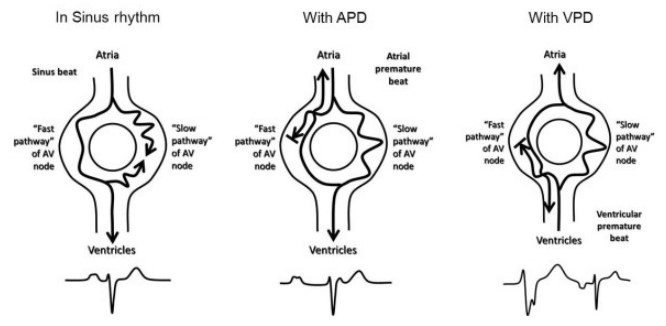 In Sinus rhythm
With APD
With VPD
Atria
Sinus beat
"Fast
pathway"
of AV
node
"Slow
pathway"
of AV
node
Ventricles
Atria
Atrial
premature
beat
"Fast
pathway"
of AV
node
"Slow
pathway"
of AV
node
Ventricles
Atria
"Fast
pathway"
of AV
node
"Slow
pathway"
of AV
node
Ventricular
premature
beat
Ventricles